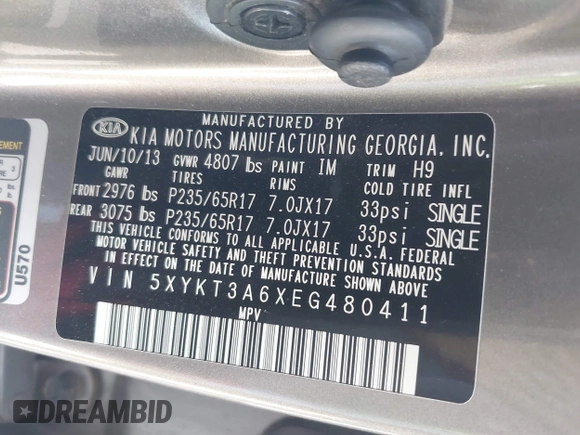 MANUFACTURED BY
KIA KIA MOTORS MANUFACTURING GEORGIA, INC.
JUN/10/13 GVWR 4807 lbs PAINT IM TRIM H9
GAWR TIRES RIMS COLD TIRE INFL
FRONT 2976 lbs P235/65R17 7.0JX17 33psi SINGLE
REAR 3075 lbs P235/65R17 7.0JX17 33psi SINGLE
THIS VEHICLE CONFORMS TO ALL APPLICABLE U.S.A. FEDERAL
MOTOR VEHICLE SAFETY AND THEFT PREVENTION STANDARDS
IN EFFECT ON THE DATE OF MANUFACTURE SHOWN ABOVE.
VIN 5XYKT3A6XEG480411
MPV
U570
DREAMBID